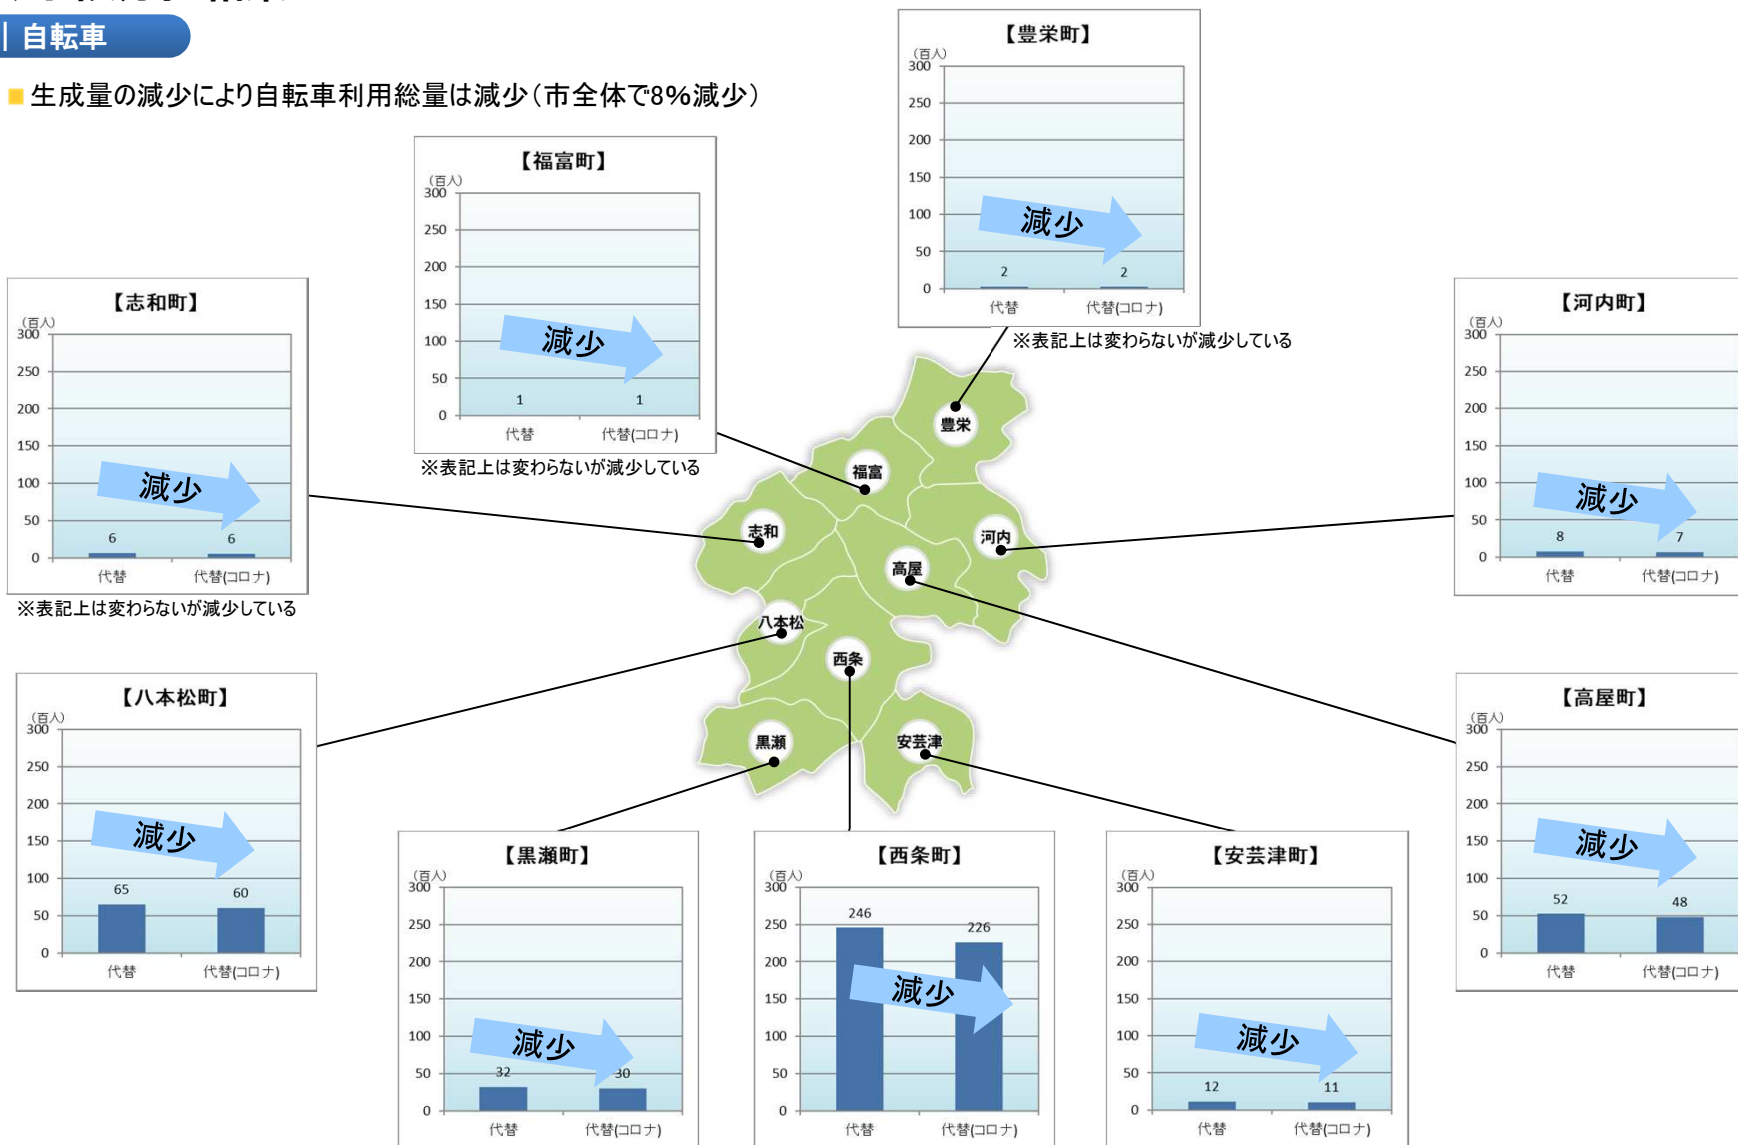 自転車
生成量の減少により自転車利用総量は減少(市全体で8%減少)
【豊栄町】
(百人)
300
250
200
150
100
50
0
減少
2
2
代替
代替(コロナ)
※表記上は変わらないが減少している
【福富町】
(百人)
300
250
200
150
100
50
0
減少
1
1
代替
代替(コロナ)
※表記上は変わらないが減少している
【志和町】
(百人)
300
250
200
150
100
50
0
減少
6
6
代替
代替(コロナ)
※表記上は変わらないが減少している
【河内町】
(百人)
300
250
200
150
100
50
0
減少
8
7
代替
代替(コロナ)
豊栄
福富
志和
河内
高屋
八本松
西条
黒瀬
安芸津
【八本松町】
(百人)
300
250
200
150
100
50
0
減少
65
60
代替
代替(コロナ)
【高屋町】
(百人)
300
250
200
150
100
50
0
減少
52
48
代替
代替(コロナ)
【黒瀬町】
(百人)
300
250
200
150
100
50
0
減少
32
30
代替
代替(コロナ)
【西条町】
(百人)
300
250
200
150
100
50
0
246
226
減少
代替
代替(コロナ)
【安芸津町】
(百人)
300
250
200
150
100
50
0
減少
12
11
代替
代替(コロナ)